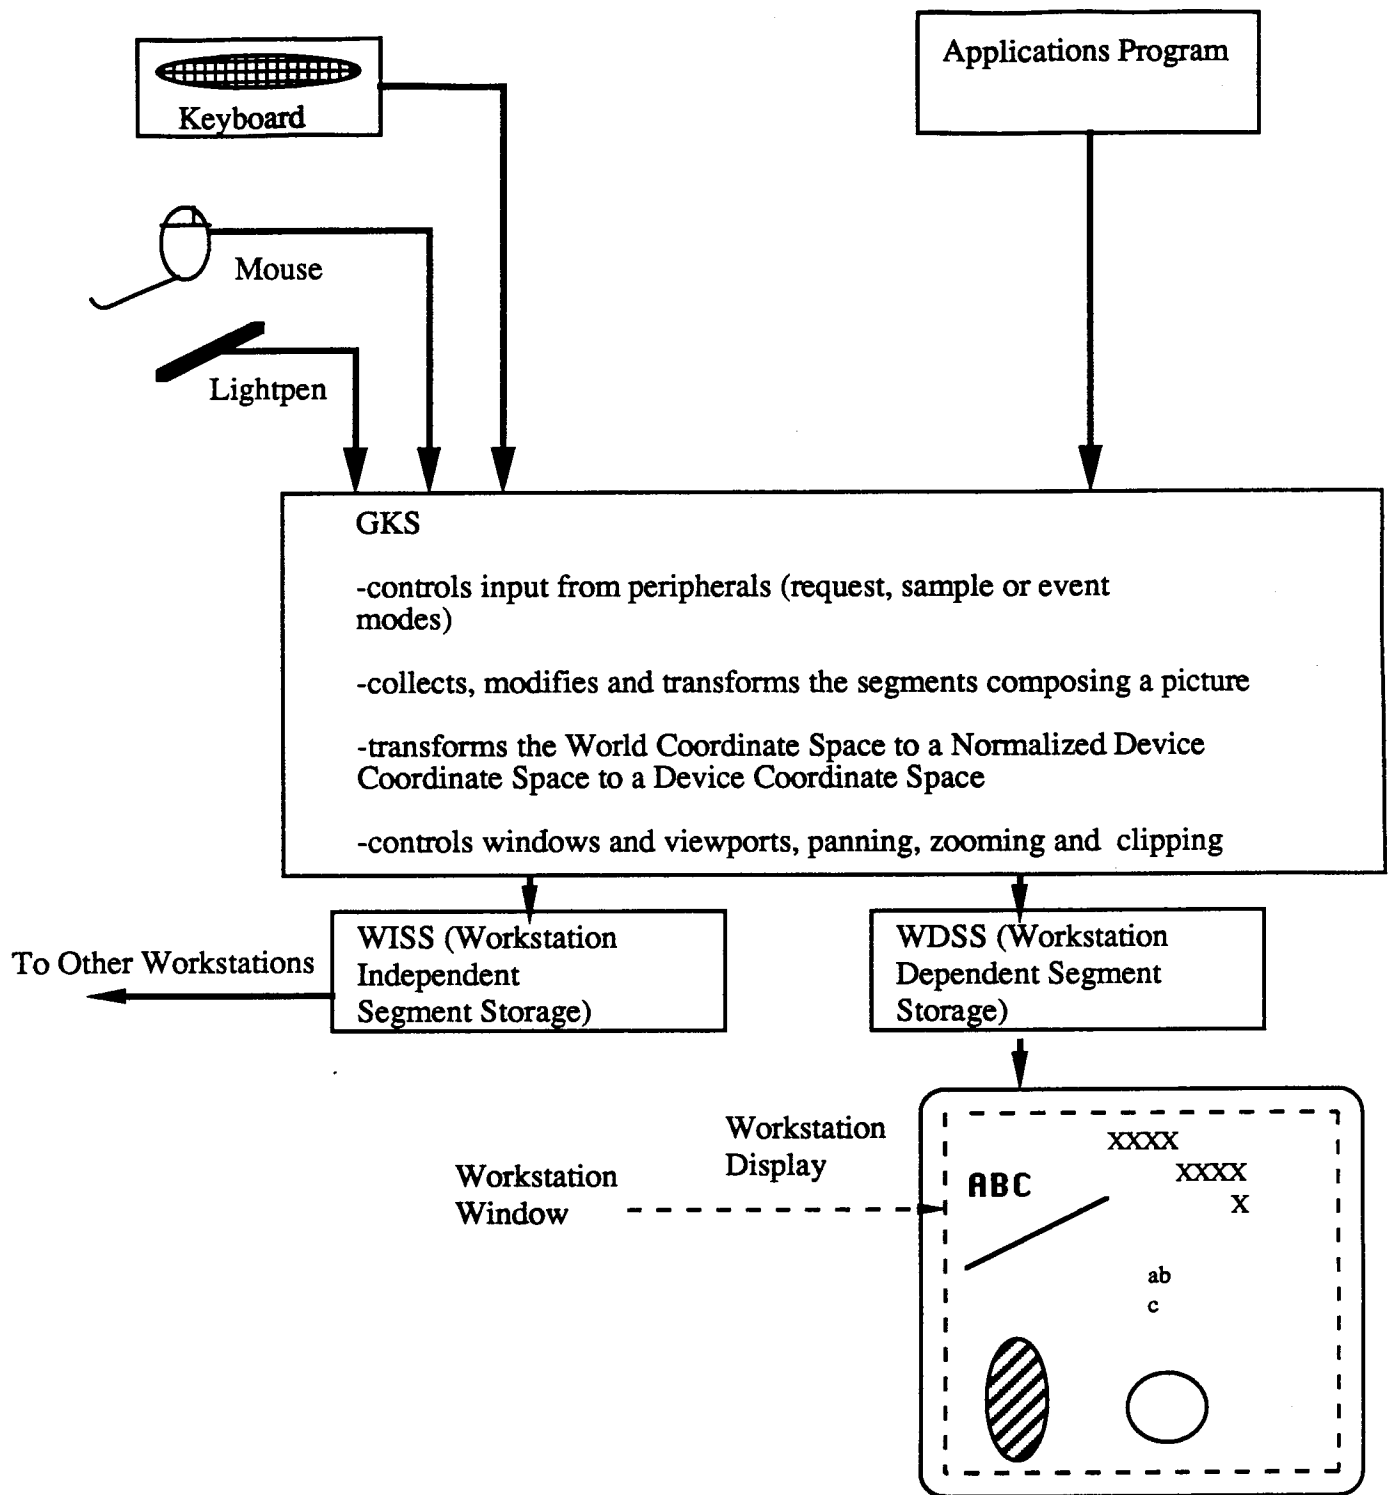 Applications Program
Keyboard
Mouse
Lightpen
GKS
-controls input from peripherals (request, sample or event
modes)
-collects, modifies and transforms the segments composing a picture
-transforms the World Coordinate Space to a Normalized Device
Coordinate Space to a Device Coordinate Space
-controls windows and viewports, panning, zooming and clipping
WISS (Workstation
Independent
Segment Storage)
WDSS (Workstation
Dependent Segment
Storage)
To Other Workstations
Workstation
Display
Workstation
Window
XXXX
XXXX
X
ABC
ab
c